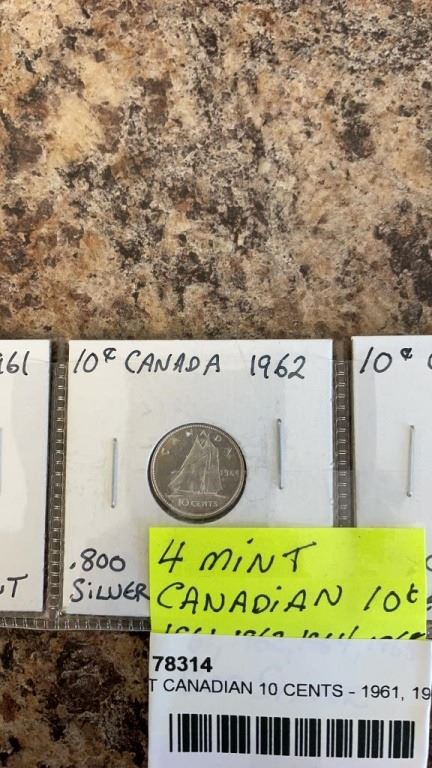 961
10¢ CANADA 1962
10¢
CANADA
10 CENTS
.800
SILVER
NT
4 MINT
CANADIAN 10¢
78314
T CANADIAN 10 CENTS - 1961, 19